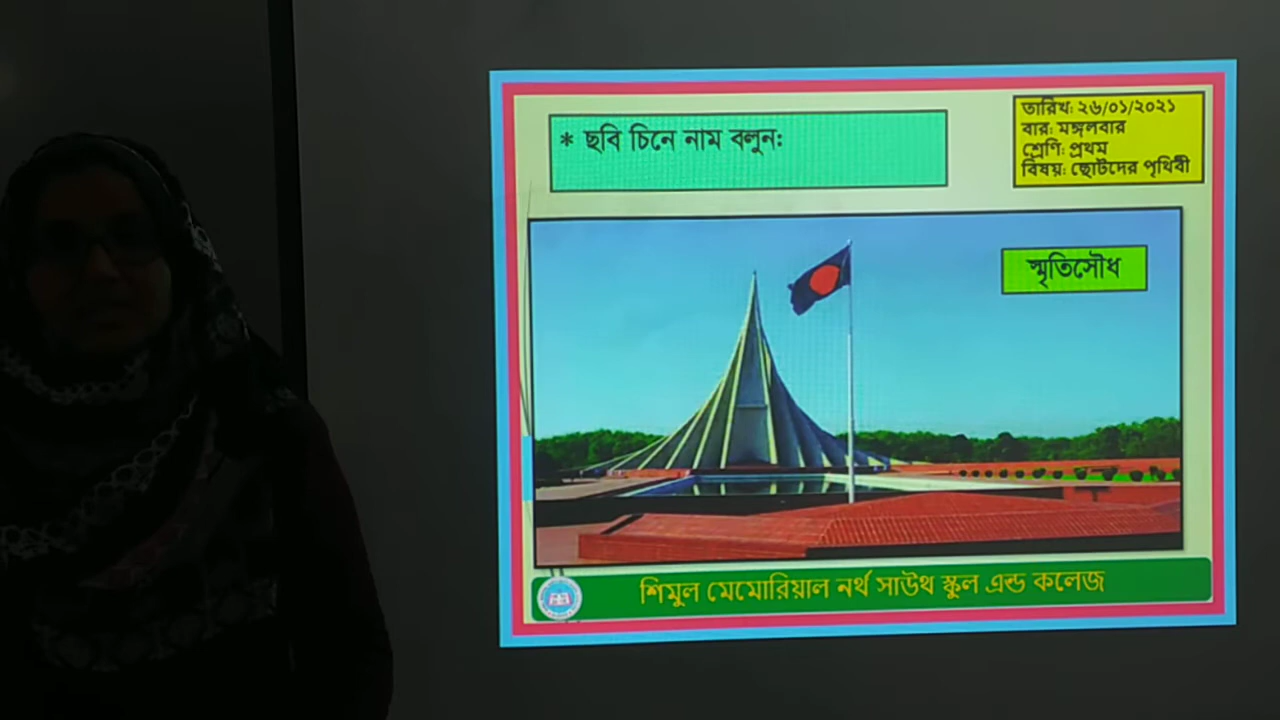 * ছবি চিনে নাম বলুন:
তারিখ: ২৬/০১/২০২১
বার: মঙ্গলবার
শ্রেণি: প্রথম
বিষয়: ছোটদের পৃথিবী
স্মৃতিসৌধ
শিমুল মেমোরিয়াল নর্থ সাউথ স্কুল এন্ড কলেজ